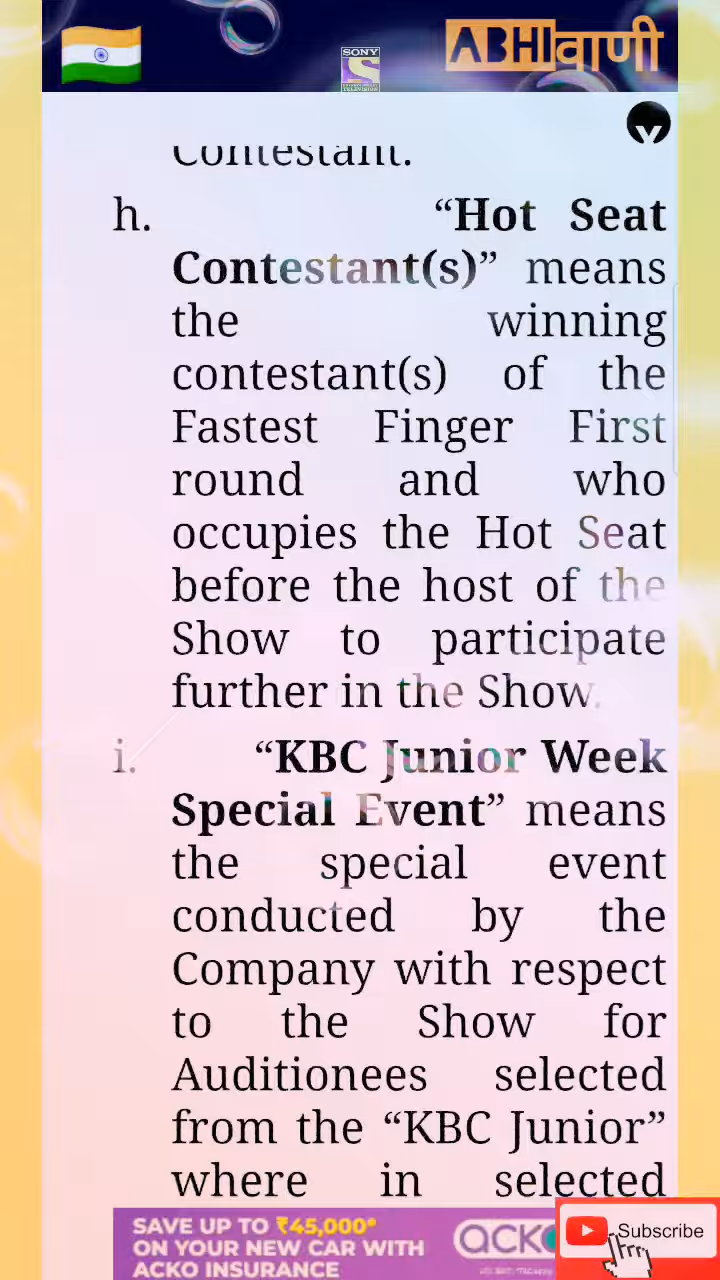 SONY
ABHIवाणी
Contestant.
h. “Hot Seat
Contestant(s)” means
the winning
contestant(s) of the
Fastest Finger First
round and who
occupies the Hot Seat
before the host of the
Show to participate
further in the Show.
i. “KBC Junior Week
Special Event” means
the special event
conducted by the
Company with respect
to the Show for
Auditionees selected
from the “KBC Junior”
where in selected
SAVE UP TO ₹45,000*
ON YOUR NEW CAR WITH
ACKO INSURANCE
acko
Subscribe